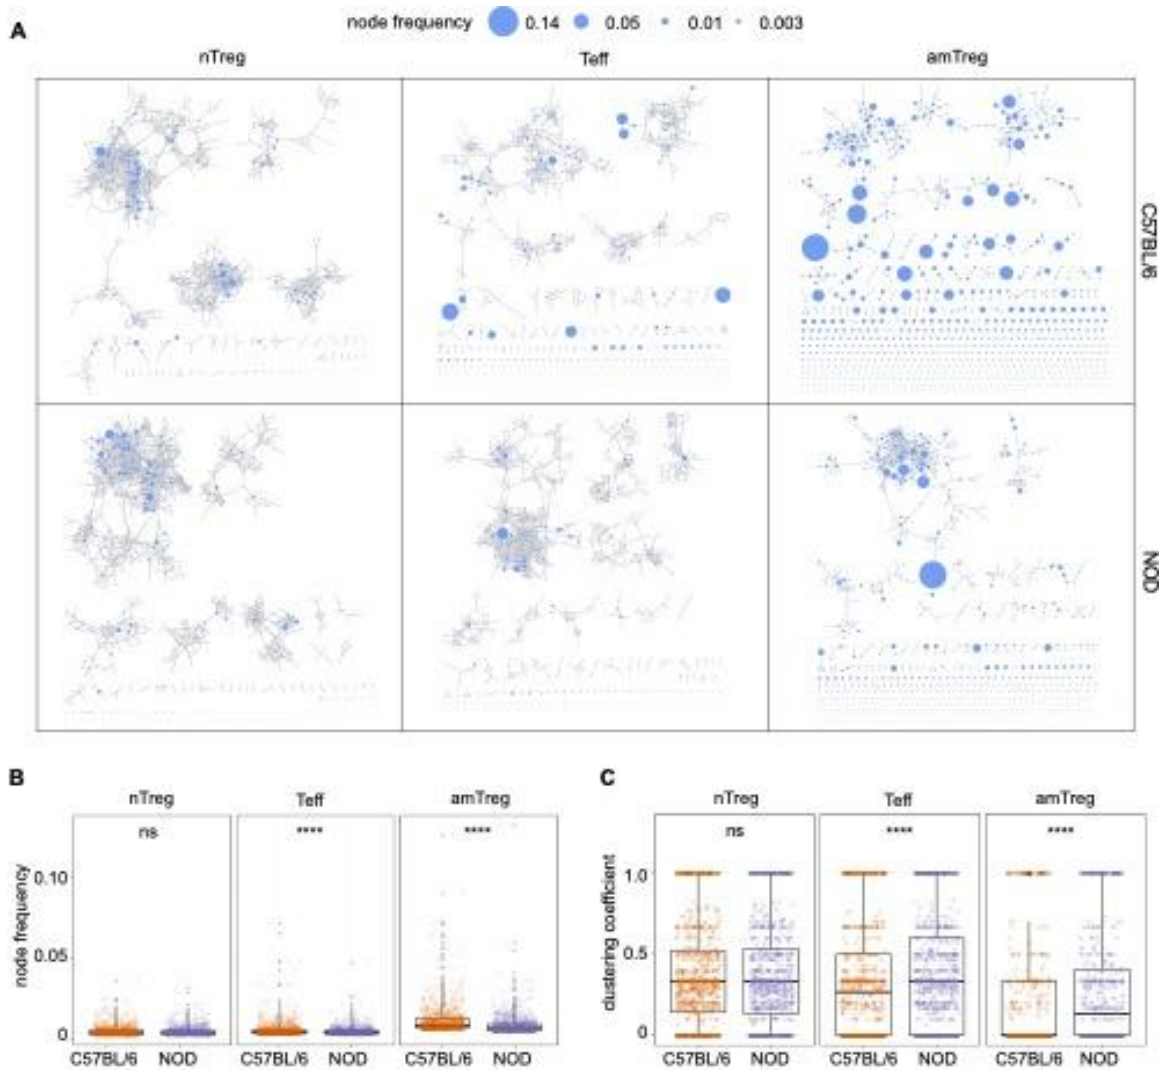 A
node frequency 0.14 0.05 0.01 0.003
nTreg Teff amTreg
C57BL/6
NOD
B
nTreg Teff amTreg
ns **** ****
node frequency
0.10
0.05
0
C57BL/6 NOD C57BL/6 NOD C57BL/6 NOD
C
nTreg Teff amTreg
ns **** ****
clustering coefficient
1.0
0.5
0
C57BL/6 NOD C57BL/6 NOD C57BL/6 NOD